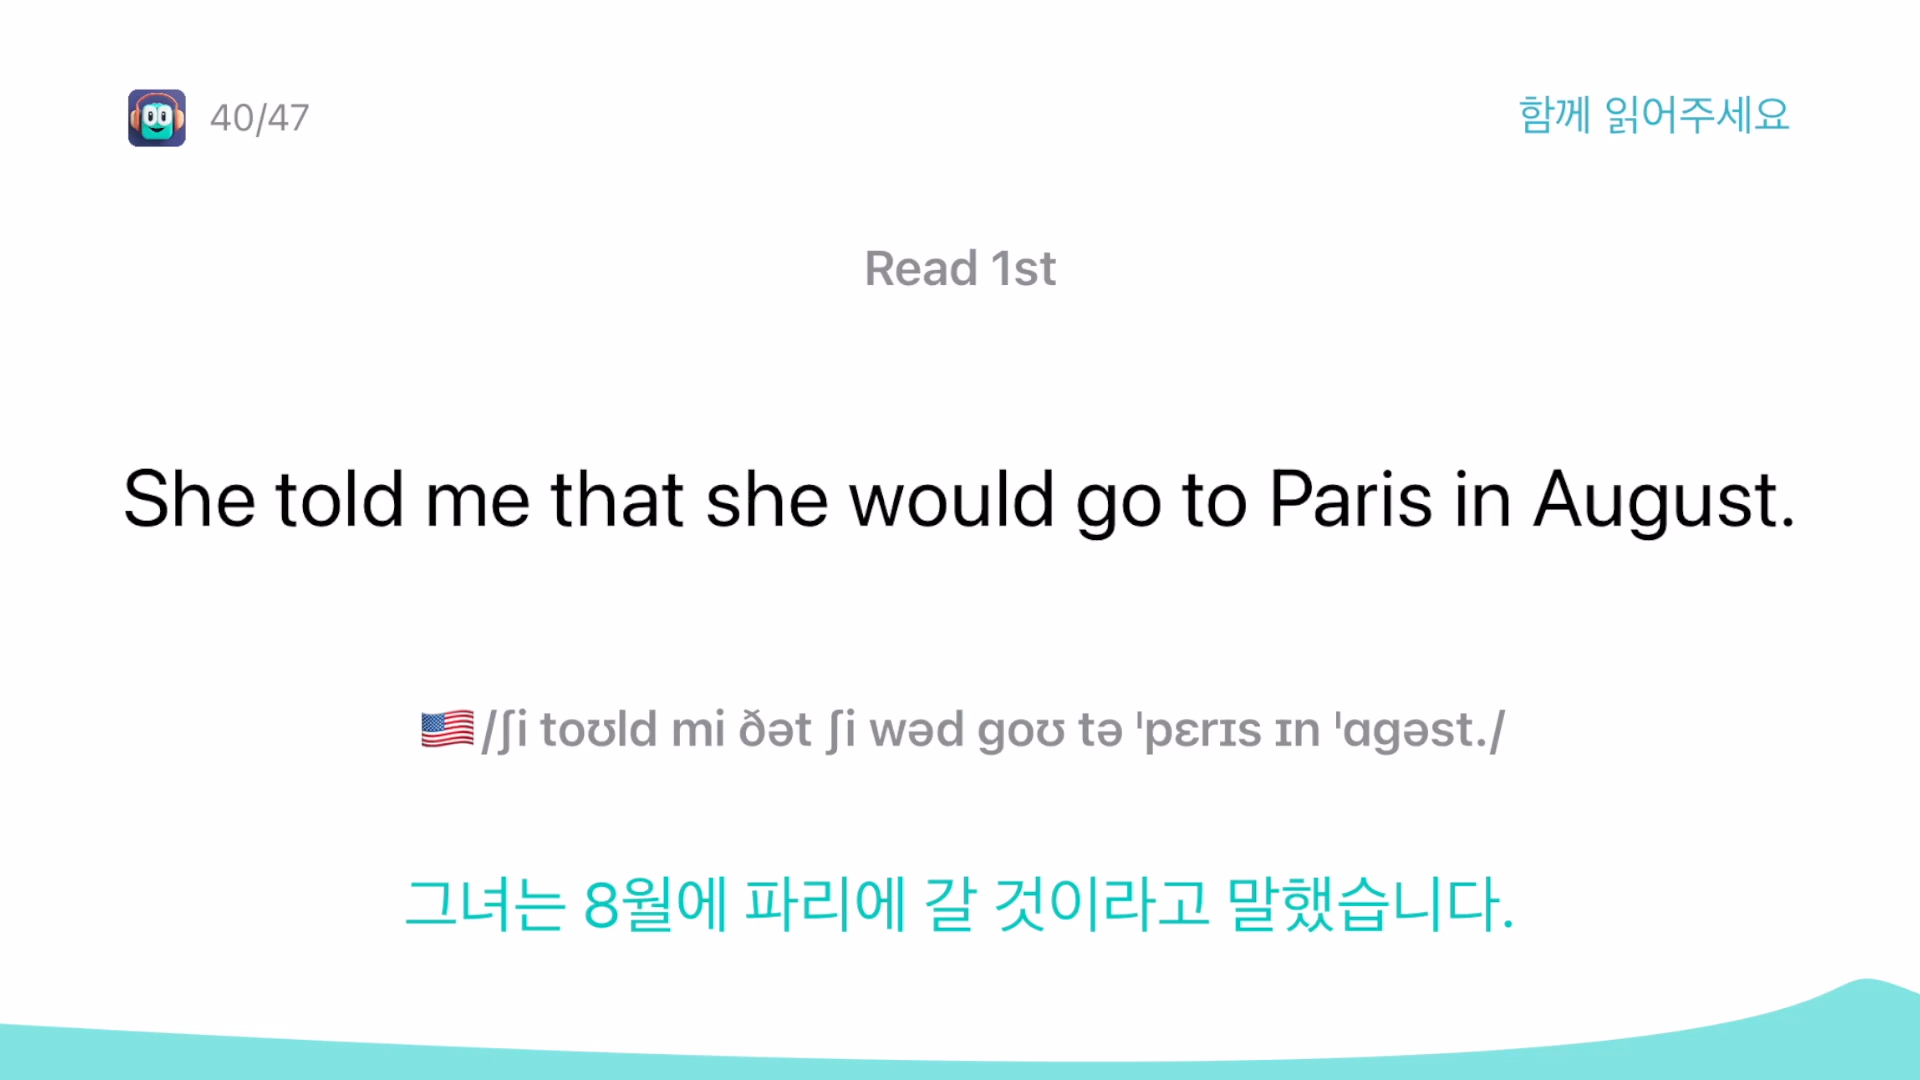 40/47
함께 읽어주세요
Read 1st
She told me that she would go to Paris in August.
/ʃi toʊld mi ðət ʃi wəd goʊ tə ˈpɛrɪs ɪn ˈɑgəst./
그녀는 8월에 파리에 갈 것이라고 말했습니다.